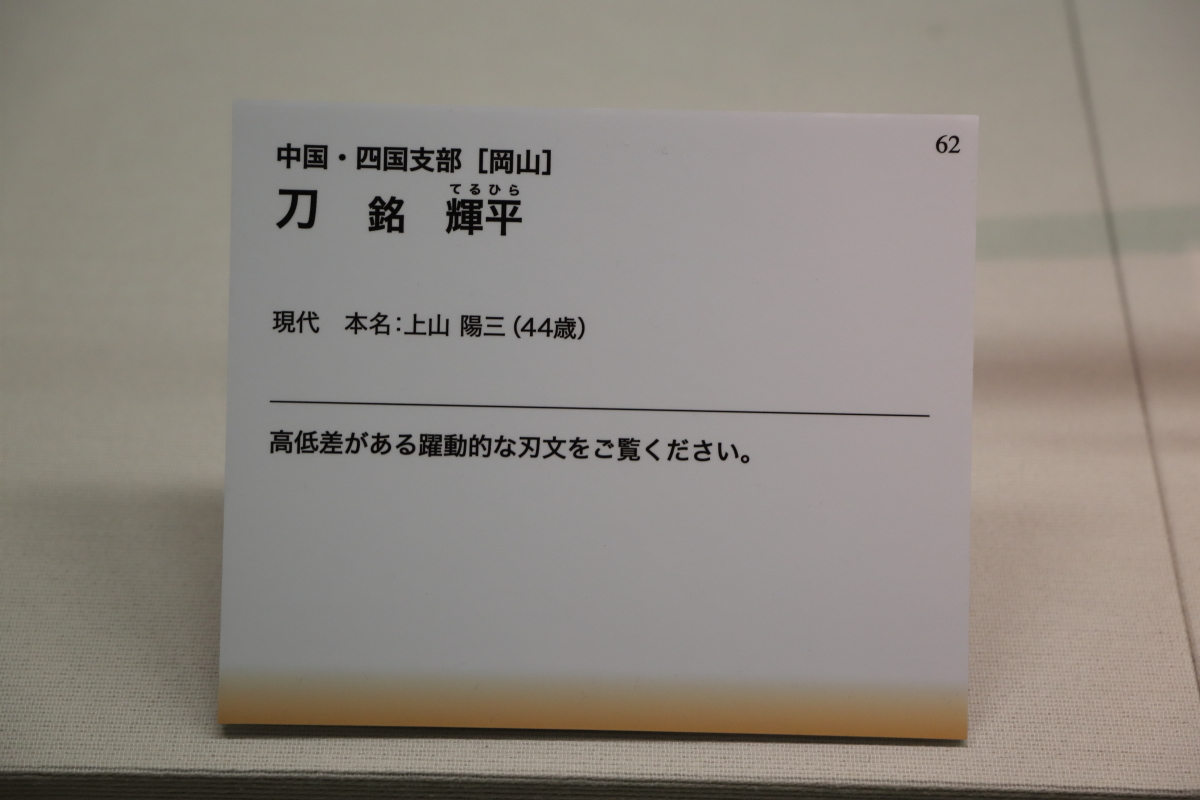 62
中国・四国支部［岡山］
てるひら
刀　銘　輝平
現代　本名：上山 陽三（44歳）
高低差がある躍動的な刃文をご覧ください。